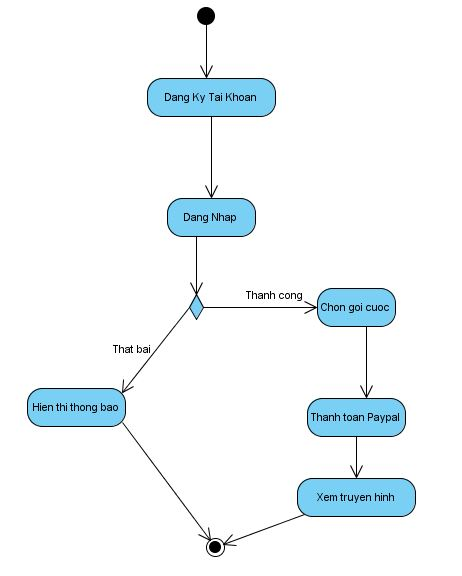 Dang Ky Tai Khoan
Dang Nhap
Thanh cong
Chon goi cuoc
That bai
Hien thi thong bao
Thanh toan Paypal
Xem truyen hinh